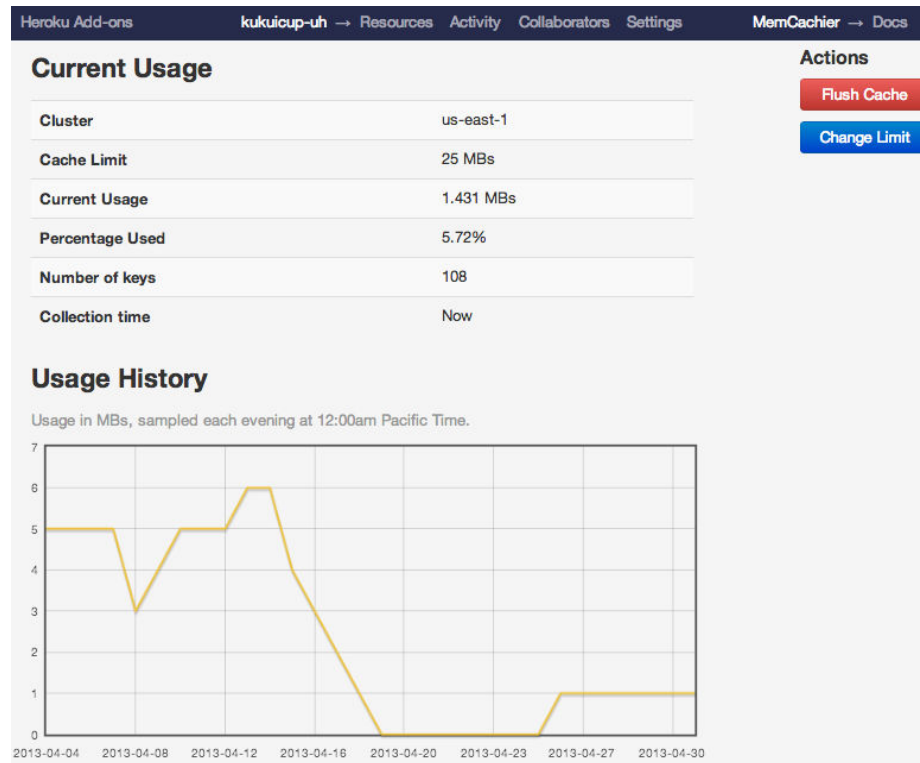 Heroku Add-ons kukuicup-uh → Resources Activity Collaborators Settings MemCachier → Docs
Current Usage
Actions
Flush Cache
Change Limit
Cluster us-east-1
Cache Limit 25 MBs
Current Usage 1.431 MBs
Percentage Used 5.72%
Number of keys 108
Collection time Now
Usage History
Usage in MBs, sampled each evening at 12:00am Pacific Time.
7
6
5
4
3
2
1
0
2013-04-04 2013-04-08 2013-04-12 2013-04-16 2013-04-20 2013-04-23 2013-04-27 2013-04-30